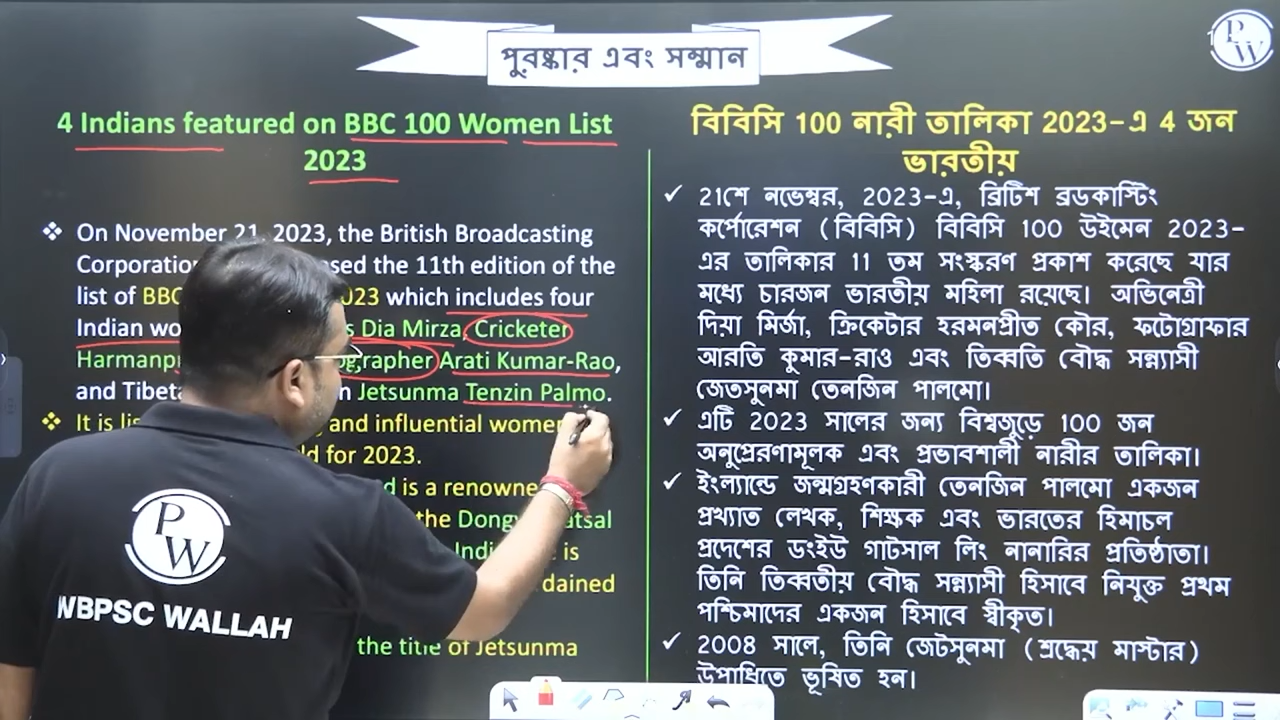 পুরষ্কার এবং সম্মান
PW
4 Indians featured on BBC 100 Women List
2023
On November 21, 2023, the British Broadcasting
Corporation sed the 11th edition of the
list of BBC 023 which includes four
Indian wo s Dia Mirza, Cricketer
Harmanp ographer Arati Kumar-Rao,
and Tibeta n Jetsunma Tenzin Palmo.
It is lis and influential women
ld for 2023.
d is a renowne
the Dongy atsal
Indi is
dained
the title of Jetsunma
বিবিসি 100 নারী তালিকা 2023-এ 4 জন
ভারতীয়
✓ 21শে নভেম্বর, 2023-এ, ব্রিটিশ ব্রডকাস্টিং
কর্পোরেশন (বিবিসি) বিবিসি 100 উইমেন 2023-
এর তালিকার 11 তম সংস্করণ প্রকাশ করেছে যার
মধ্যে চারজন ভারতীয় মহিলা রয়েছে। অভিনেত্রী
দিয়া মির্জা, ক্রিকেটার হরমনপ্রীত কৌর, ফটোগ্রাফার
আরতি কুমার-রাও এবং তিব্বতি বৌদ্ধ সন্ন্যাসী
জেতসুনমা তেনজিন পালমো।
✓ এটি 2023 সালের জন্য বিশ্বজুড়ে 100 জন
অনুপ্রেরণামূলক এবং প্রভাবশালী নারীর তালিকা।
✓ ইংল্যান্ডে জন্মগ্রহণকারী তেনজিন পালমো একজন
প্রখ্যাত লেখক, শিক্ষক এবং ভারতের হিমাচল
প্রদেশের ডংইউ গাটসাল লিং নানারির প্রতিষ্ঠাতা।
তিনি তিব্বতীয় বৌদ্ধ সন্ন্যাসী হিসাবে নিযুক্ত প্রথম
পশ্চিমাদের একজন হিসাবে স্বীকৃত।
✓ 2008 সালে, তিনি জেটসুনমা (শ্রদ্ধেয় মাস্টার)
উপাধিতে ভূষিত হন।
PW
WBPSC WALLAH